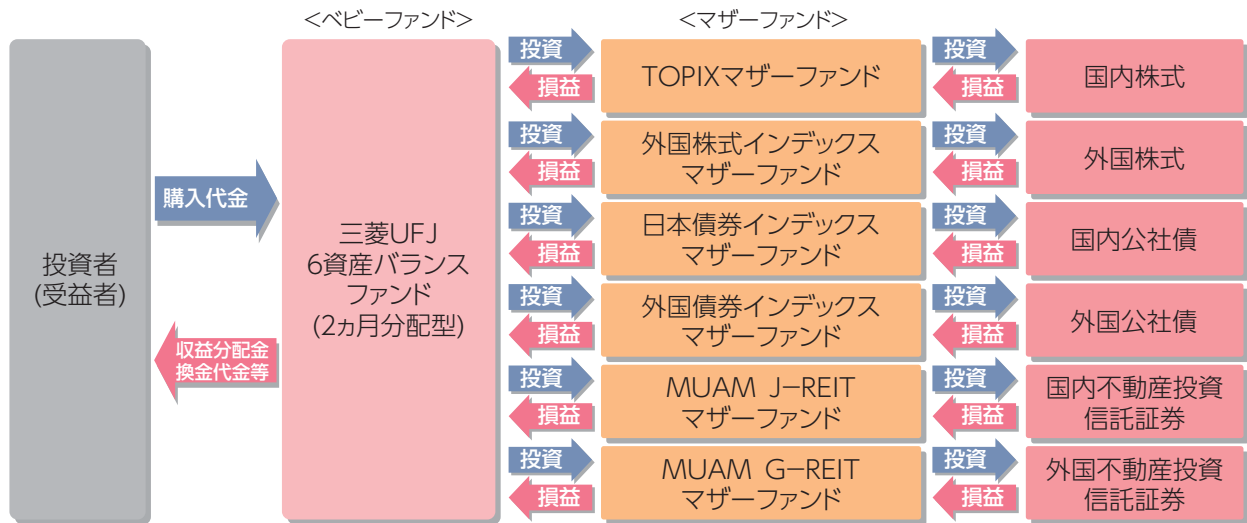 <ベビーファンド>
<マザーファンド>
投資者
(受益者)
購入代金
収益分配金
換金代金等
三菱UFJ
6資産バランス
ファンド
(2ヵ月分配型)
投資
損益
TOPIXマザーファンド
投資
損益
国内株式
投資
損益
外国株式インデックス
マザーファンド
投資
損益
外国株式
投資
損益
日本債券インデックス
マザーファンド
投資
損益
国内公社債
投資
損益
外国債券インデックス
マザーファンド
投資
損益
外国公社債
投資
損益
MUAM J-REIT
マザーファンド
投資
損益
国内不動産投資
信託証券
投資
損益
MUAM G-REIT
マザーファンド
投資
損益
外国不動産投資
信託証券